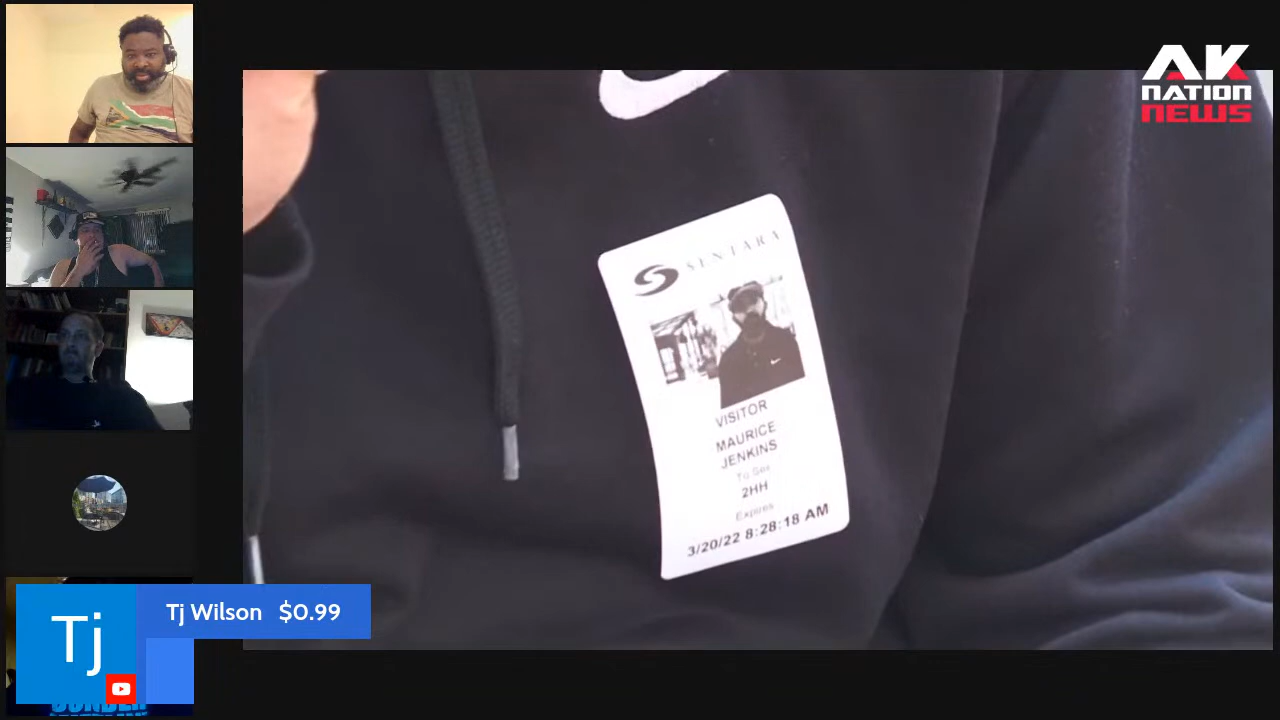 AK
NATION
NEWS
SENTARA
VISITOR
MAURICE
JENKINS
To See
2HH
Expires
3/20/22 8:28:18 AM
Tj
Tj Wilson $0.99